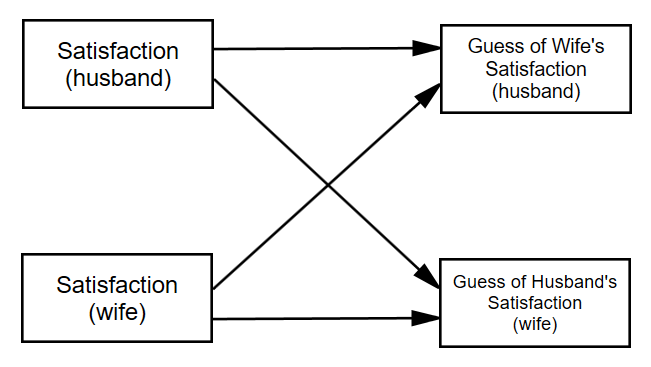 Satisfaction
(husband)
Guess of Wife's
Satisfaction
(husband)
Satisfaction
(wife)
Guess of Husband's
Satisfaction
(wife)